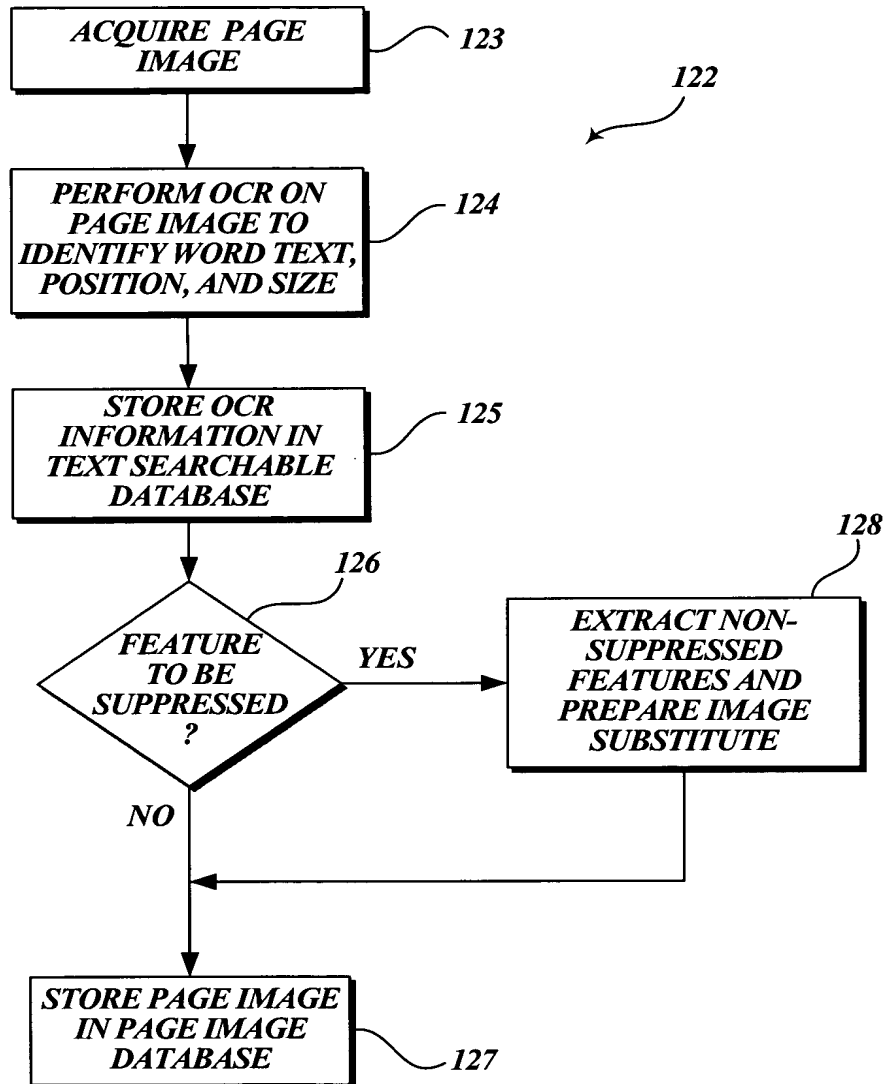 ACQUIRE PAGE
IMAGE
123
122
PERFORM OCR ON
PAGE IMAGE TO
IDENTIFY WORD TEXT,
POSITION, AND SIZE
124
STORE OCR
INFORMATION IN
TEXT SEARCHABLE
DATABASE
125
126
FEATURE
TO BE
SUPPRESSED
?
YES
NO
128
EXTRACT NON-
SUPPRESSED
FEATURES AND
PREPARE IMAGE
SUBSTITUTE
STORE PAGE IMAGE
IN PAGE IMAGE
DATABASE
127